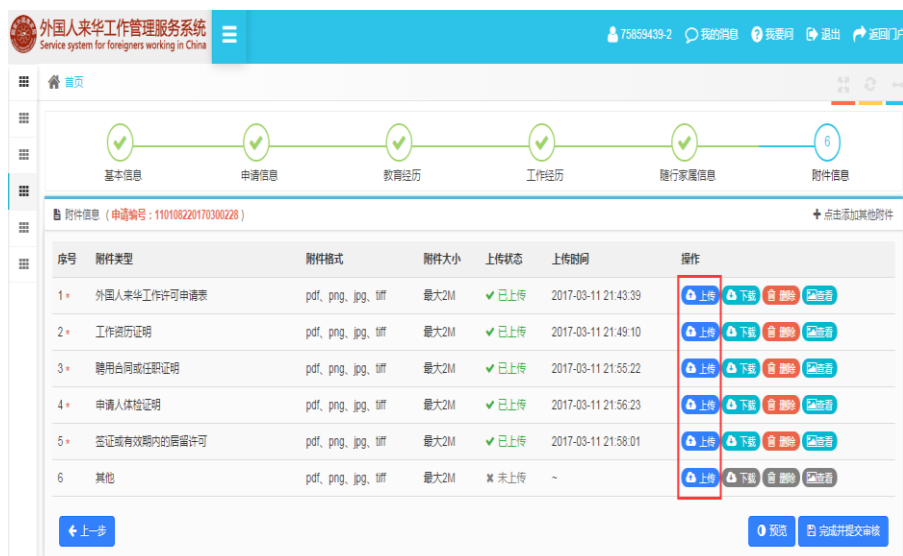 外国人来华工作管理服务系统
Service system for foreigners working in China
75859439-2 我的消息 我要问 退出 返回门户
首页
6
基本信息 申请信息 教育经历 工作经历 随行家属信息 附件信息
附件信息 ( 申请编号 : 110108220170300228 ) 点击添加其他附件
序号 附件类型 附件格式 附件大小 上传状态 上传时间 操作
1 * 外国人来华工作许可申请表 pdf、png、jpg、tiff 最大2M 已上传 2017-03-11 21:43:39 上传 下载 删除 查看
2 * 工作资历证明 pdf、png、jpg、tiff 最大2M 已上传 2017-03-11 21:49:10 上传 下载 删除 查看
3 * 聘用合同或任职证明 pdf、png、jpg、tiff 最大2M 已上传 2017-03-11 21:55:22 上传 下载 删除 查看
4 * 申请人体检证明 pdf、png、jpg、tiff 最大2M 已上传 2017-03-11 21:56:23 上传 下载 删除 查看
5 * 签证或有效期内的居留许可 pdf、png、jpg、tiff 最大2M 已上传 2017-03-11 21:58:01 上传 下载 删除 查看
6 其他 pdf、png、jpg、tiff 最大2M 未上传 ~ 上传 下载 删除 查看
上一步 预览 完成并提交审核